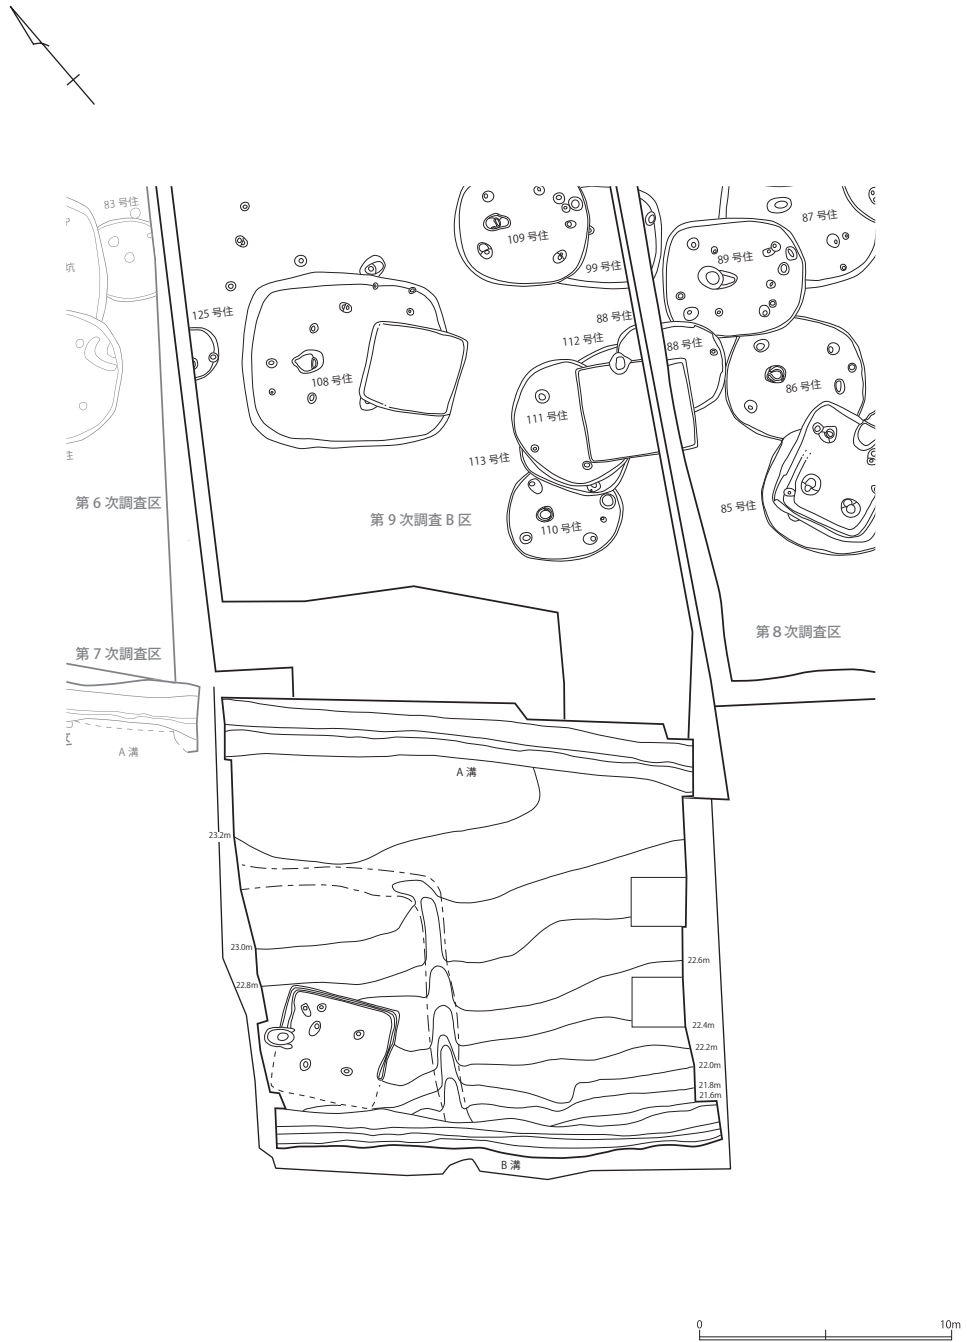 83 号住
87 号住
109 号住
89 号住
99 号住
坑
125 号住
88 号住
112 号住
88 号住
108 号住
86 号住
111 号住
住
113 号住
第 6 次調査区
85 号住
第 9 次調査 B 区
110 号住
第 8 次調査区
第 7 次調査区
区
A 溝
A 溝
23.2m
23.0m
22.6m
22.8m
22.4m
22.2m
22.0m
21.8m
21.6m
B 溝
0 10m